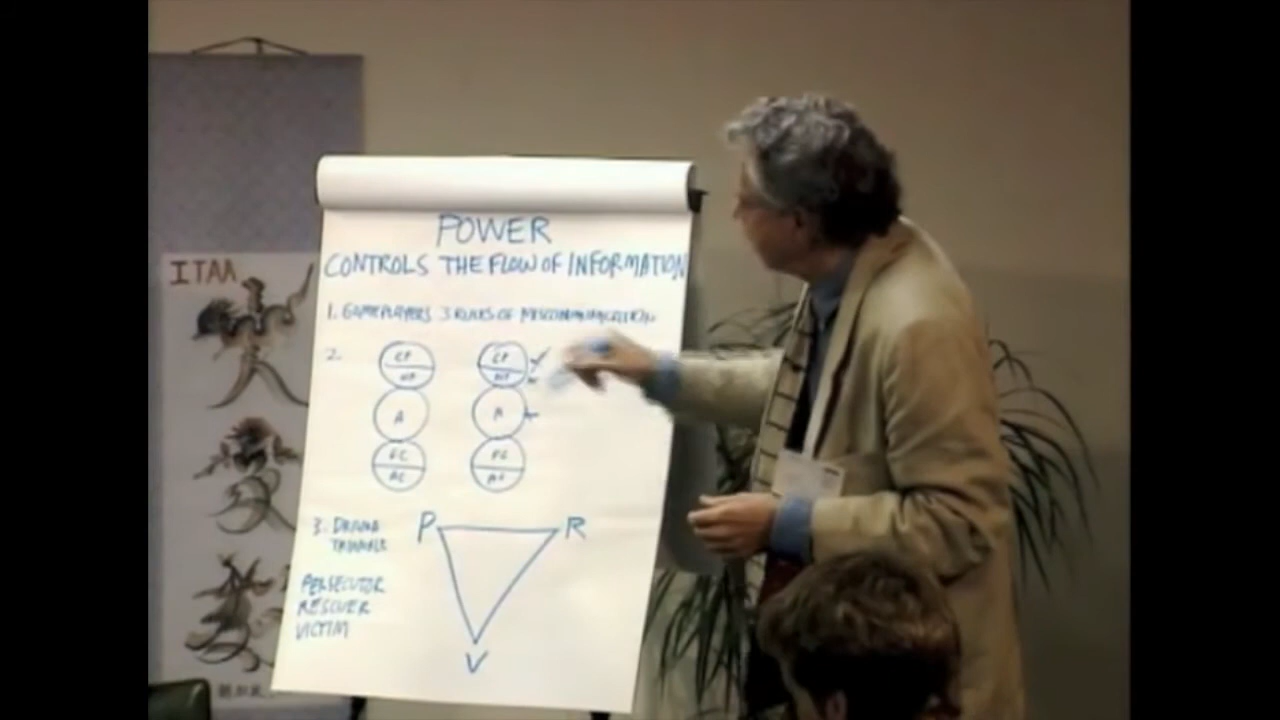 ITAA
POWER
CONTROLS THE FLOW OF INFORMATION
1. GAMEPLAYERS 3 RULES OF MISCOMMUNICATION
2.
CP CP
NP NP
A A
FC FC
AC AC
3. DRAMA P R
TRIANGLE
PERSECUTOR
RESCUER
VICTIM
V